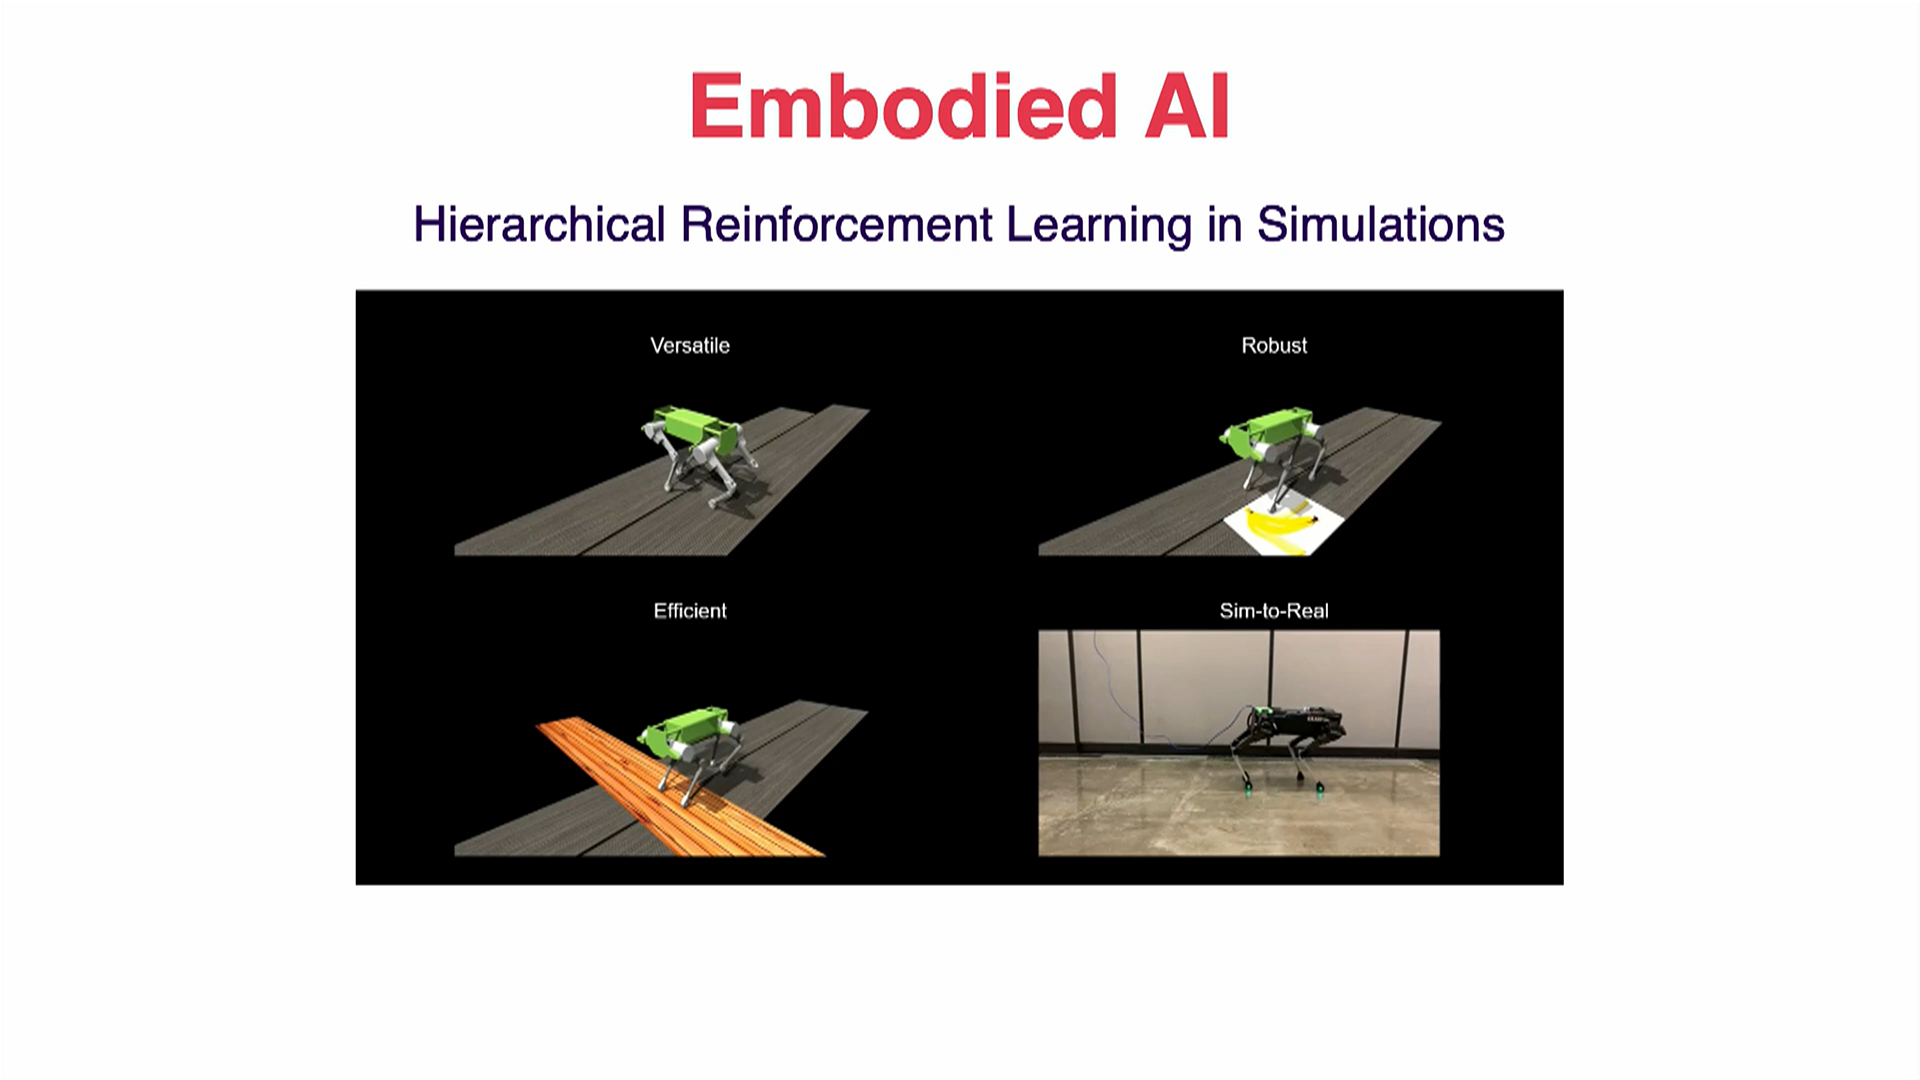 Embodied AI
Hierarchical Reinforcement Learning in Simulations
Versatile
Robust
Efficient
Sim-to-Real